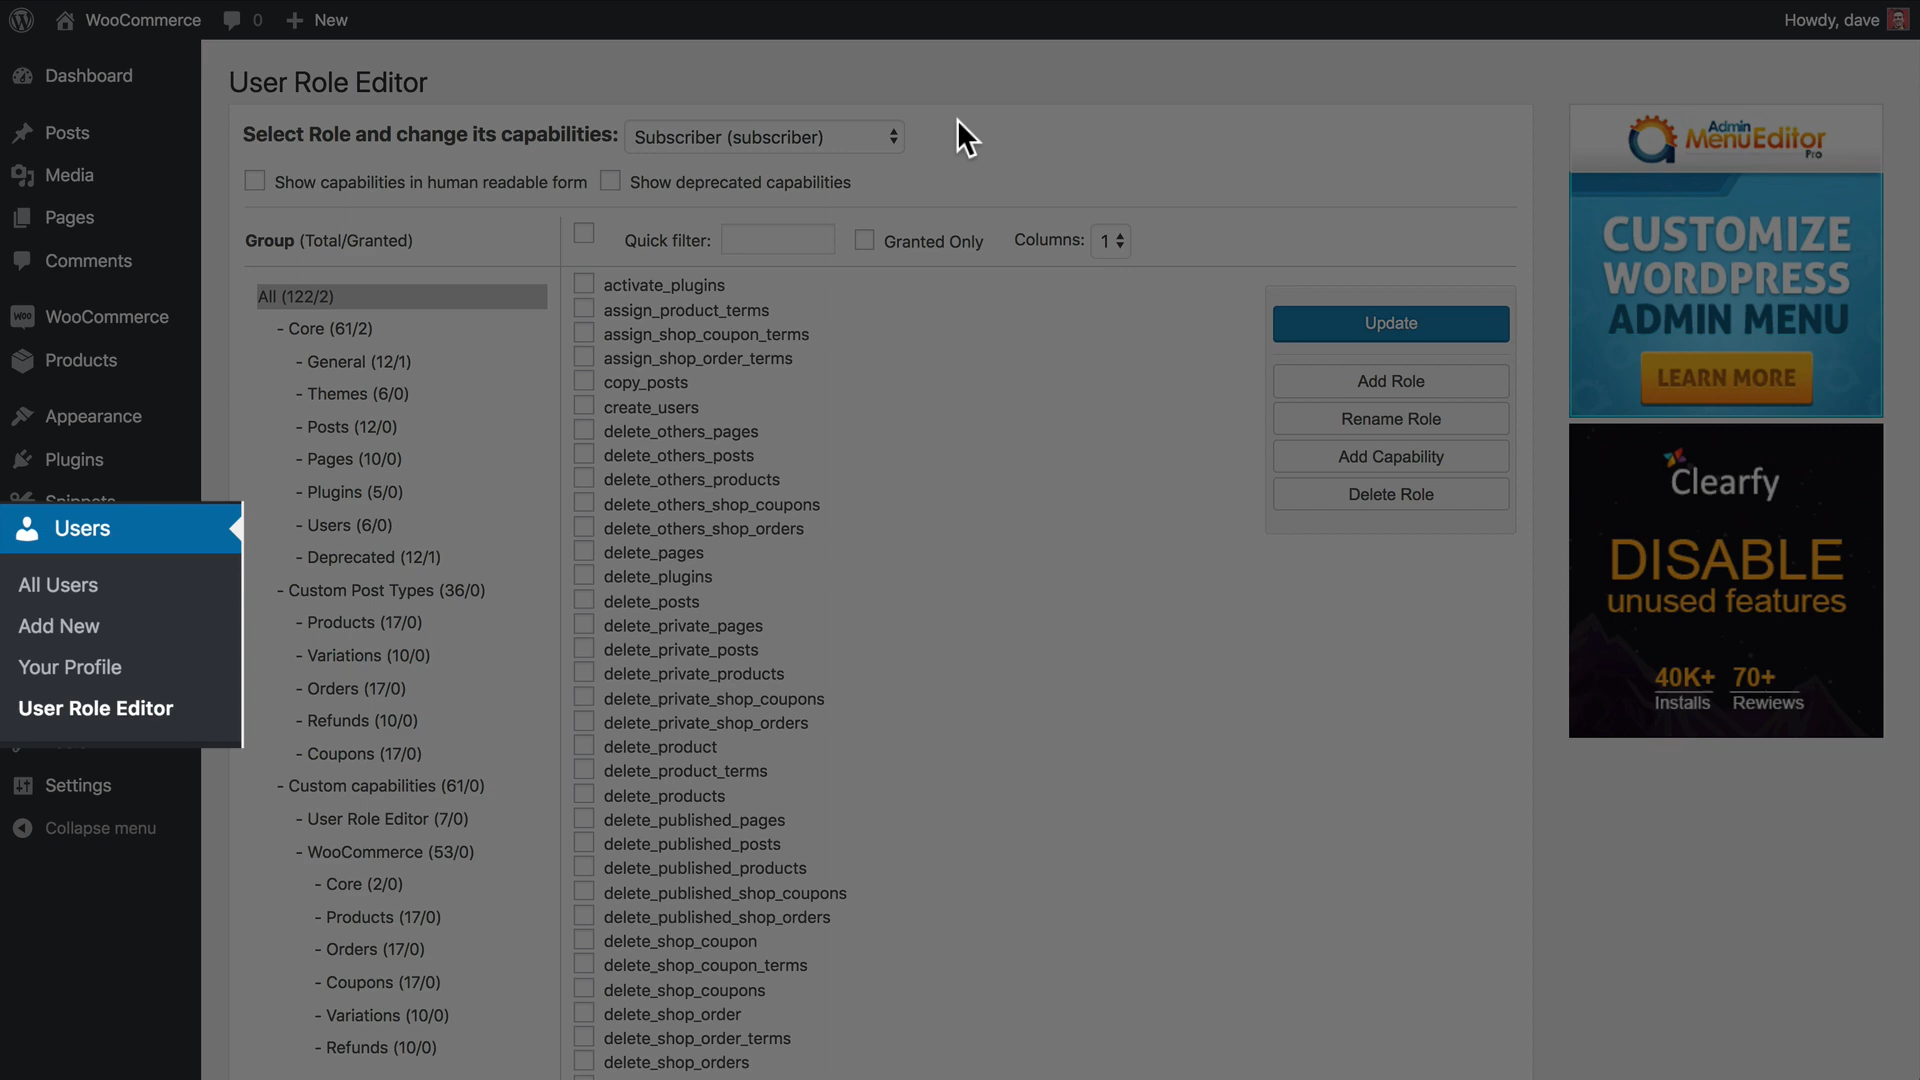 WooCommerce
0
New
Howdy, dave
Dashboard
Posts
Media
Pages
Comments
WooCommerce
Products
Appearance
Plugins
Snippets
Users
All Users
Add New
Your Profile
User Role Editor
Settings
Collapse menu
User Role Editor
Select Role and change its capabilities: Subscriber (subscriber)
Show capabilities in human readable form Show deprecated capabilities
Group (Total/Granted)
Quick filter: Granted Only Columns: 1
All (122/2)
- Core (61/2)
- General (12/1)
- Themes (6/0)
- Posts (12/0)
- Pages (10/0)
- Plugins (5/0)
- Users (6/0)
- Deprecated (12/1)
- Custom Post Types (36/0)
- Products (17/0)
- Variations (10/0)
- Orders (17/0)
- Refunds (10/0)
- Coupons (17/0)
- Custom capabilities (61/0)
- User Role Editor (7/0)
- WooCommerce (53/0)
- Core (2/0)
- Products (17/0)
- Orders (17/0)
- Coupons (17/0)
- Variations (10/0)
- Refunds (10/0)
activate_plugins
assign_product_terms
assign_shop_coupon_terms
assign_shop_order_terms
copy_posts
create_users
delete_others_pages
delete_others_posts
delete_others_products
delete_others_shop_coupons
delete_others_shop_orders
delete_pages
delete_plugins
delete_posts
delete_private_pages
delete_private_posts
delete_private_products
delete_private_shop_coupons
delete_private_shop_orders
delete_product
delete_product_terms
delete_products
delete_published_pages
delete_published_posts
delete_published_products
delete_published_shop_coupons
delete_published_shop_orders
delete_shop_coupon
delete_shop_coupon_terms
delete_shop_coupons
delete_shop_order
delete_shop_order_terms
delete_shop_orders
Update
Add Role
Rename Role
Add Capability
Delete Role
Admin
MenuEditor
Pro
CUSTOMIZE
WORDPRESS
ADMIN MENU
LEARN MORE
Clearfy
DISABLE
unused features
40K+ 70+
Installs Rewiews